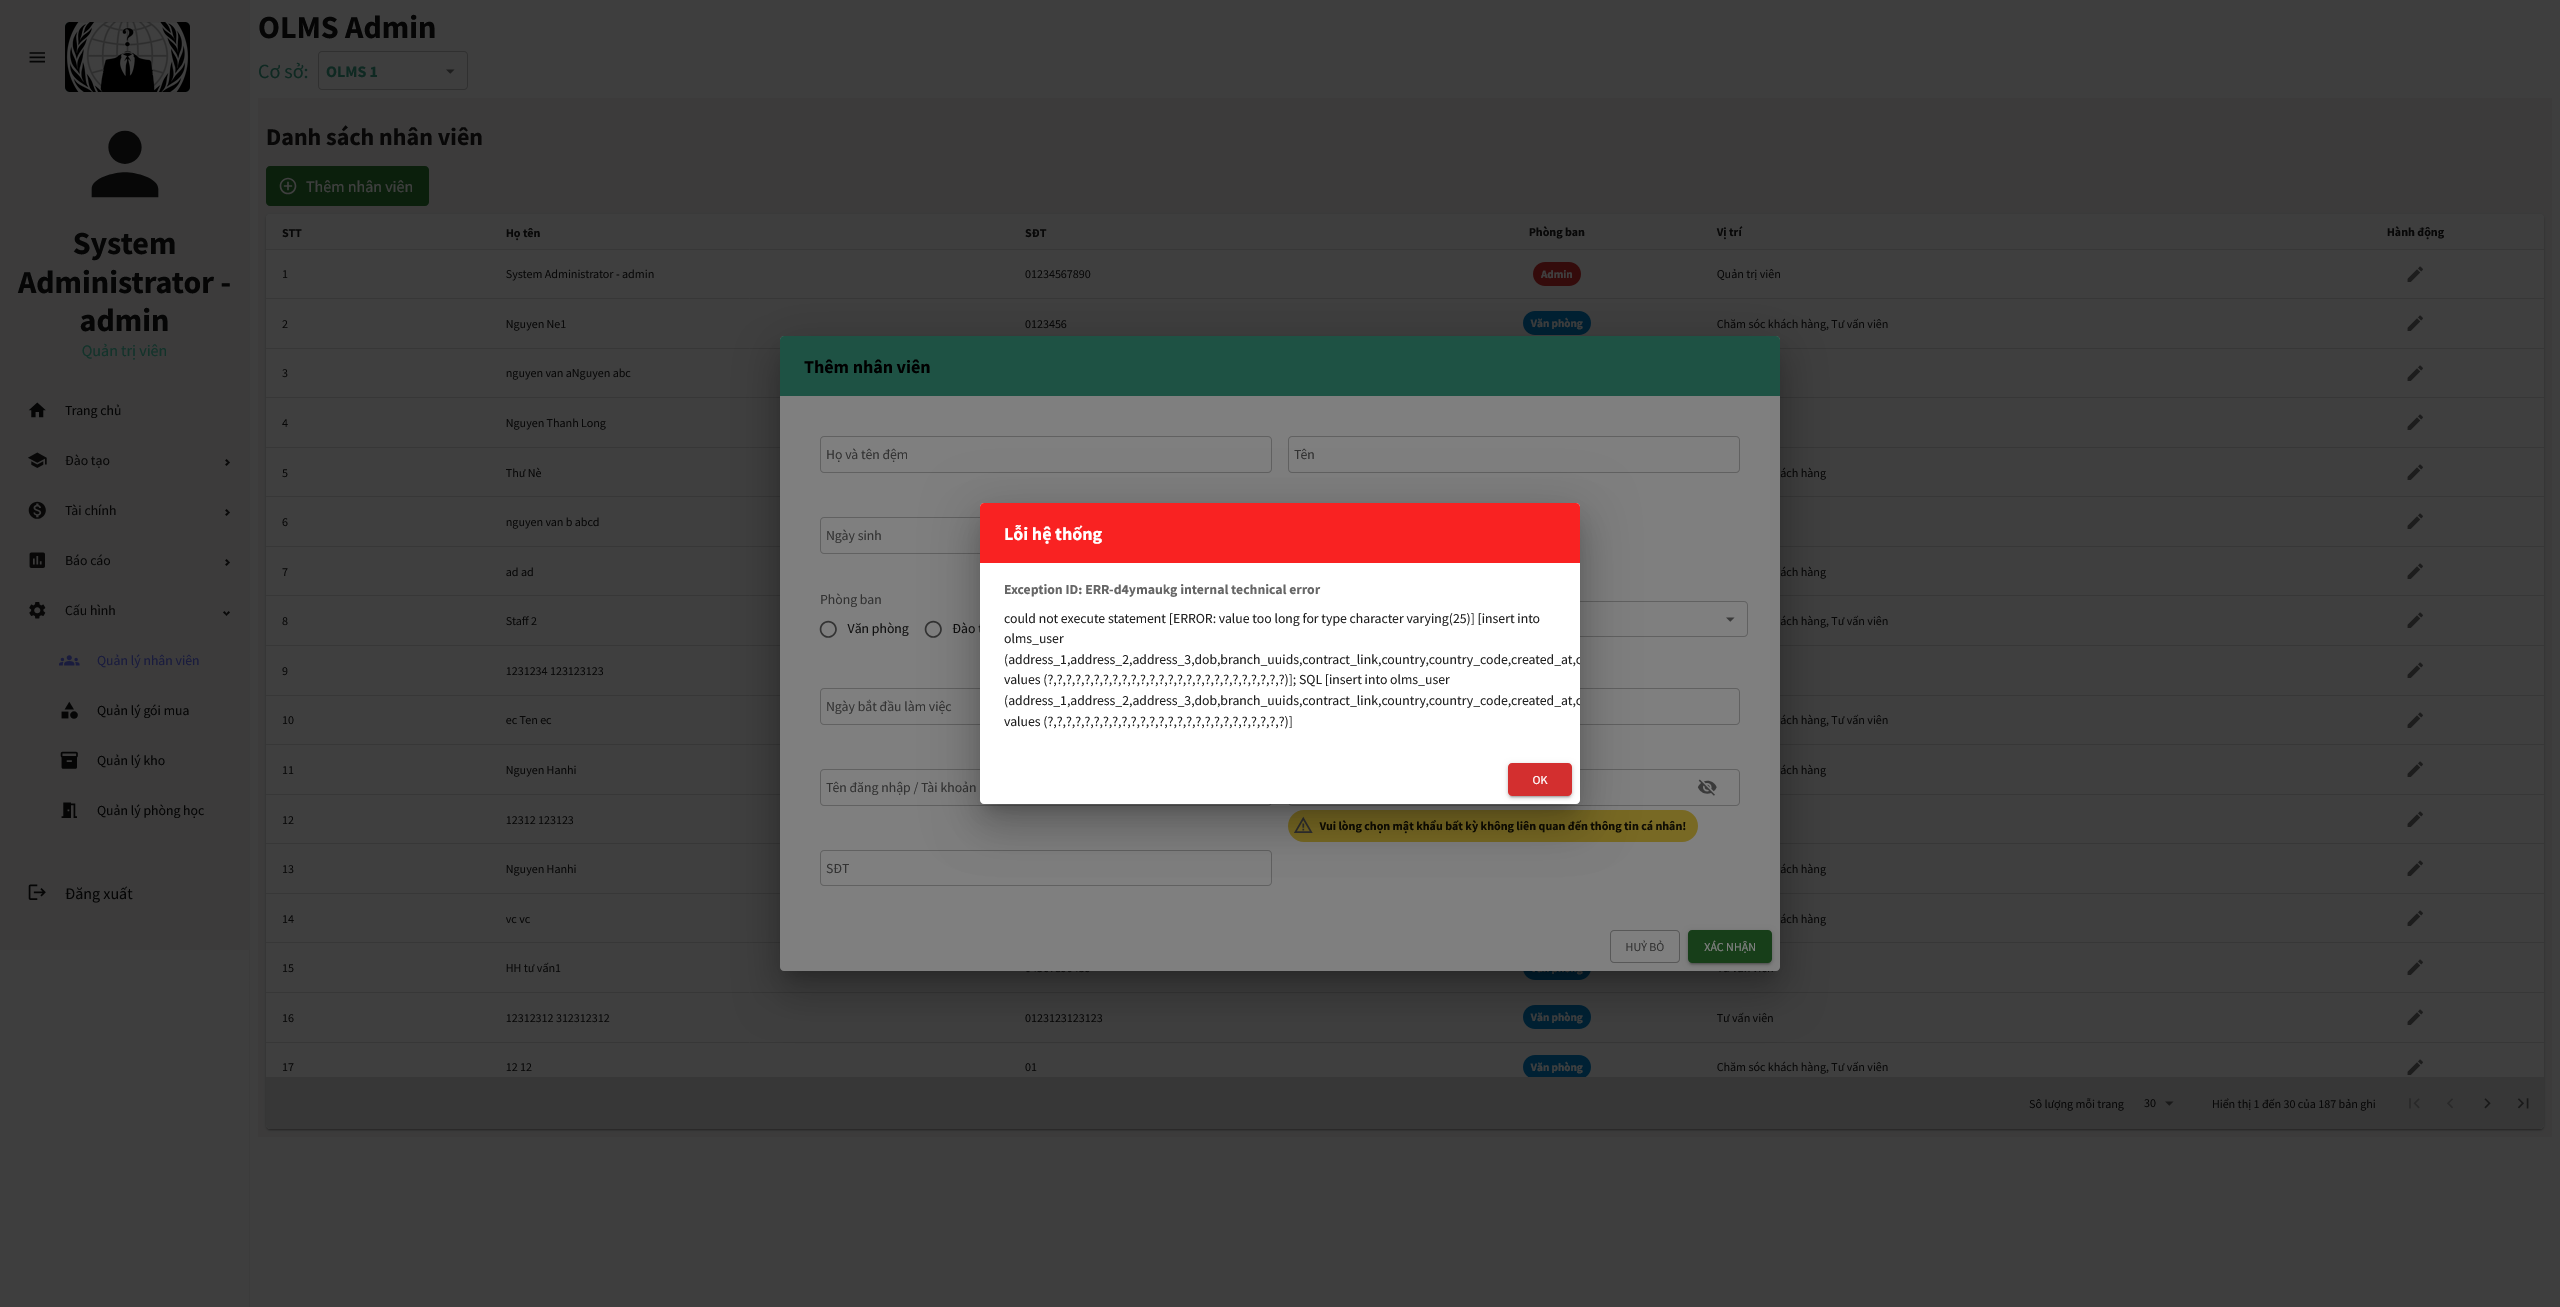 OLMS Admin
Cơ sở: OLMS 1
System
Administrator -
admin
Quản trị viên
Trang chủ
Đào tạo
Tài chính
Báo cáo
Cấu hình
Quản lý nhân viên
Quản lý gói mua
Quản lý kho
Quản lý phòng học
Đăng xuất
Danh sách nhân viên
Thêm nhân viên
STT Họ tên SĐT Phòng ban Vị trí Hành động
1 System Administrator - admin 01234567890 Admin Quản trị viên
2 Nguyen Ne1 0123456 Văn phòng Chăm sóc khách hàng, Tư vấn viên
3 nguyen van aNguyen abc
4 Nguyen Thanh Long
5 Thư Nè ách hàng
6 nguyen van b abcd
7 ad ad ách hàng
8 Staff 2 ách hàng, Tư vấn viên
9 1231234 123123123
10 ec Ten ec ách hàng, Tư vấn viên
11 Nguyen Hanhi ách hàng
12 12312 123123
13 Nguyen Hanhi ách hàng
14 vc vc ách hàng
15 HH tư vấn1
16 12312312 312312312 0123123123123 Văn phòng Tư vấn viên
17 12 12 01 Văn phòng Chăm sóc khách hàng, Tư vấn viên
Số lượng mỗi trang 30 Hiển thị 1 đến 30 của 187 bản ghi
Thêm nhân viên
Họ và tên đệm Tên
Ngày sinh
Phòng ban
Văn phòng Đào
Ngày bắt đầu làm việc
Tên đăng nhập / Tài khoản
Vui lòng chọn mật khẩu bất kỳ không liên quan đến thông tin cá nhân!
SĐT
HUỶ BỎ XÁC NHẬN
Lỗi hệ thống
Exception ID: ERR-d4ymaukg internal technical error
could not execute statement [ERROR: value too long for type character varying(25)] [insert into
olms_user
(address_1,address_2,address_3,dob,branch_uuids,contract_link,country,country_code,created_at,c
values (?,?,?,?,?,?,?,?,?,?,?,?,?,?,?,?,?,?,?,?,?,?,?,?,?,?)]; SQL [insert into olms_user
(address_1,address_2,address_3,dob,branch_uuids,contract_link,country,country_code,created_at,c
values (?,?,?,?,?,?,?,?,?,?,?,?,?,?,?,?,?,?,?,?,?,?,?,?,?,?)]
OK